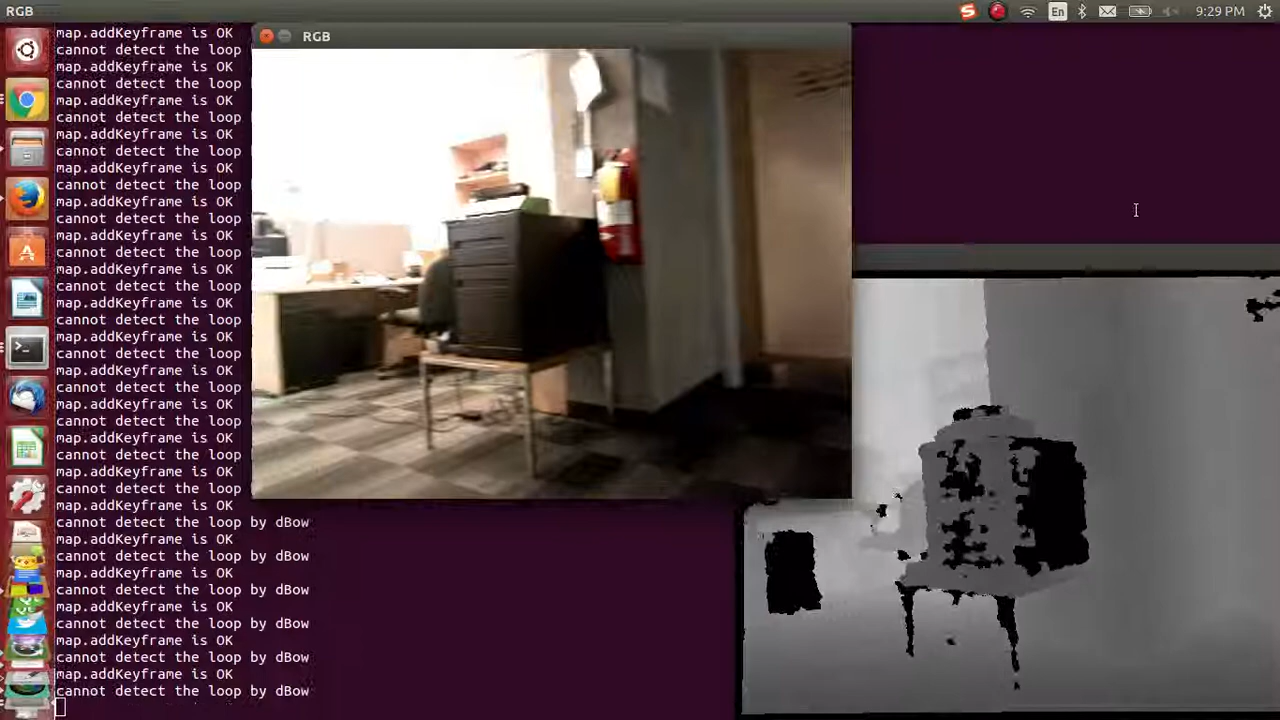 RGB
En
9:29 PM
RGB
map.addKeyframe is OK
cannot detect the loop
map.addKeyframe is OK
cannot detect the loop
map.addKeyframe is OK
cannot detect the loop
map.addKeyframe is OK
cannot detect the loop
map.addKeyframe is OK
cannot detect the loop
map.addKeyframe is OK
cannot detect the loop
map.addKeyframe is OK
cannot detect the loop
map.addKeyframe is OK
cannot detect the loop
map.addKeyframe is OK
cannot detect the loop
map.addKeyframe is OK
cannot detect the loop
map.addKeyframe is OK
cannot detect the loop
map.addKeyframe is OK
cannot detect the loop
map.addKeyframe is OK
cannot detect the loop
map.addKeyframe is OK
cannot detect the loop
map.addKeyframe is OK
cannot detect the loop by dBow
map.addKeyframe is OK
cannot detect the loop by dBow
map.addKeyframe is OK
cannot detect the loop by dBow
map.addKeyframe is OK
cannot detect the loop by dBow
map.addKeyframe is OK
cannot detect the loop by dBow
map.addKeyframe is OK
cannot detect the loop by dBow